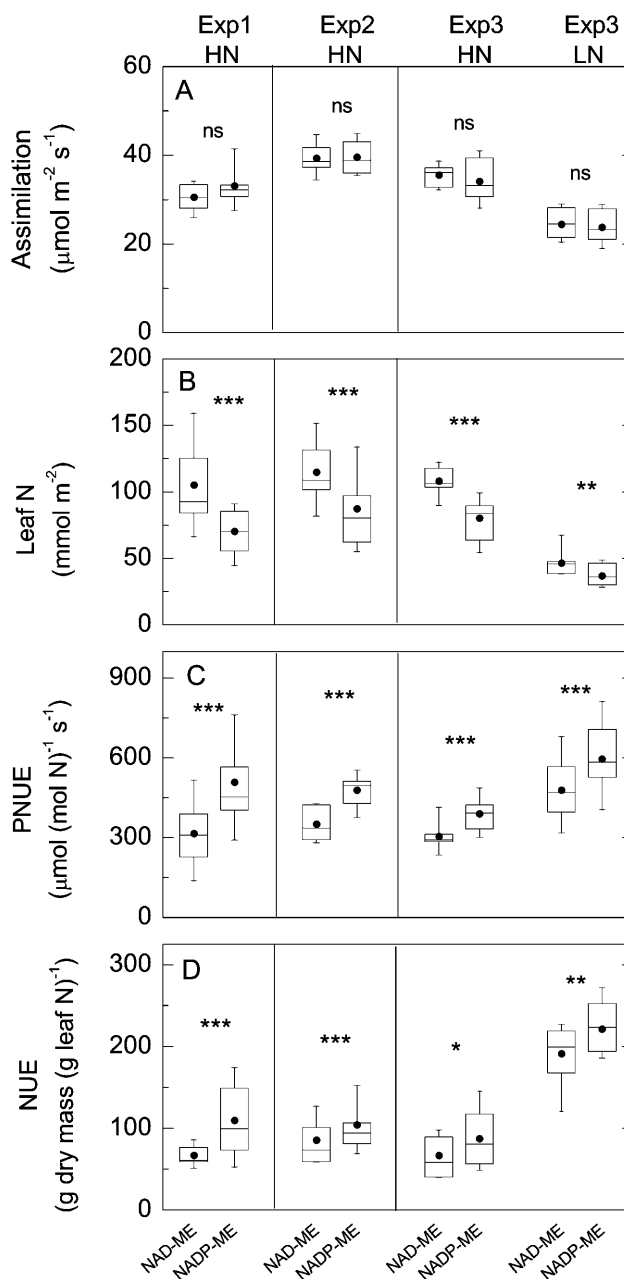 Exp1 Exp2 Exp3 Exp3
HN HN HN LN
A
60
40
20
0
Assimilation
(μmol m⁻² s⁻¹)
ns ns ns ns
B
200
150
100
50
0
Leaf N
(mmol m⁻²)
*** *** *** **
C
900
600
300
0
PNUE
(μmol (mol N)⁻¹ s⁻¹)
*** *** *** ***
D
300
200
100
0
NUE
(g dry mass (g leaf N)⁻¹)
*** *** * **
NAD-ME NADP-ME NAD-ME NADP-ME NAD-ME NADP-ME NAD-ME NADP-ME